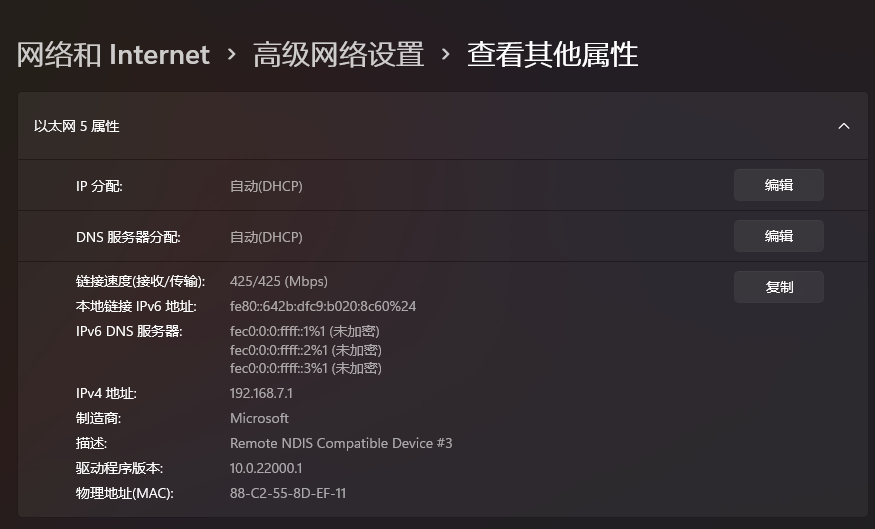 网络和 Internet › 高级网络设置 › 查看其他属性
以太网 5 属性
IP 分配: 自动(DHCP) 编辑
DNS 服务器分配: 自动(DHCP) 编辑
链接速度(接收/传输): 425/425 (Mbps) 复制
本地链接 IPv6 地址: fe80::642b:dfc9:b020:8c60%24
IPv6 DNS 服务器: fec0:0:0:ffff::1%1 (未加密)
fec0:0:0:ffff::2%1 (未加密)
fec0:0:0:ffff::3%1 (未加密)
IPv4 地址: 192.168.7.1
制造商: Microsoft
描述: Remote NDIS Compatible Device #3
驱动程序版本: 10.0.22000.1
物理地址(MAC): 88-C2-55-8D-EF-11